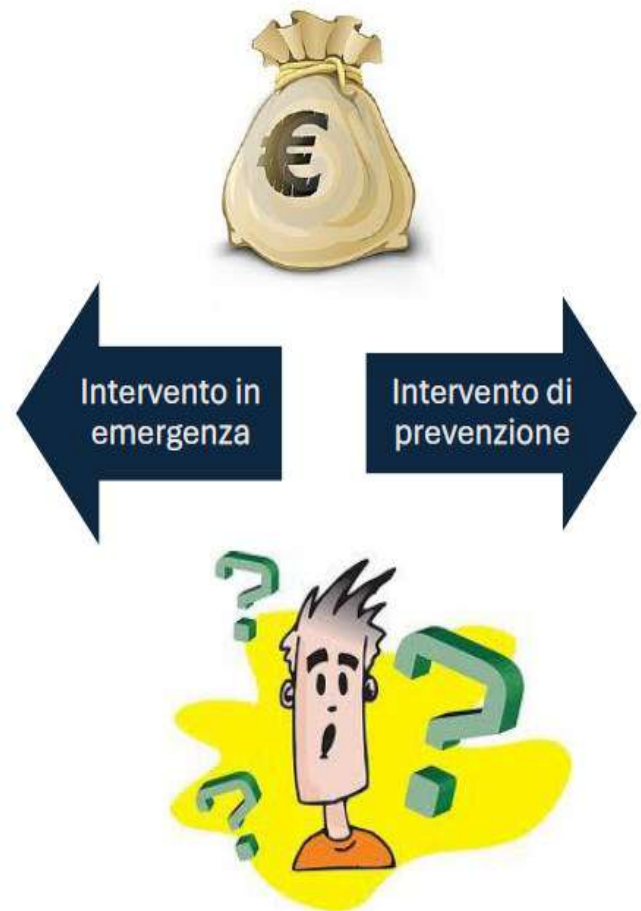 €
Intervento in
emergenza
Intervento di
prevenzione
? 
?
?